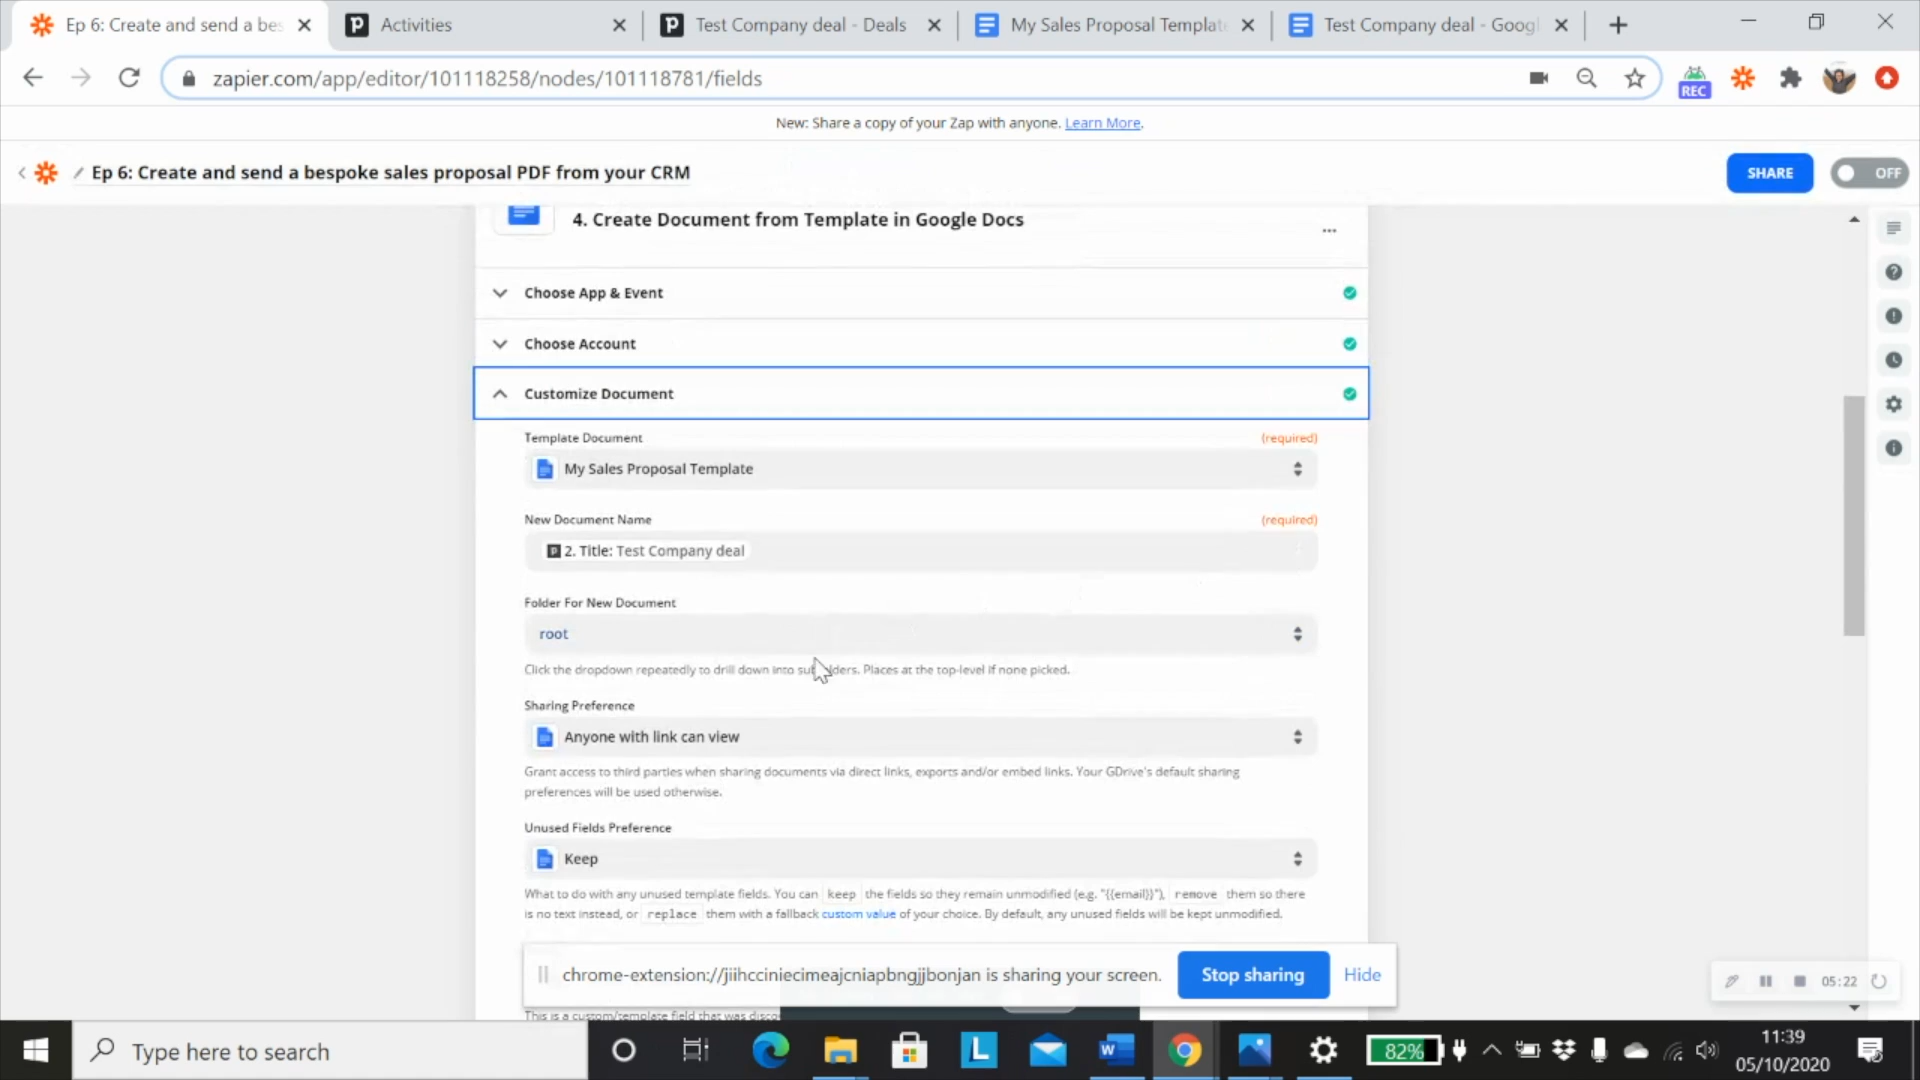 Ep 6: Create and send a bes
Activities
Test Company deal - Deals
My Sales Proposal Templat
Test Company deal - Googl
zapier.com/app/editor/101118258/nodes/101118781/fields
REC
New: Share a copy of your Zap with anyone. Learn More.
Ep 6: Create and send a bespoke sales proposal PDF from your CRM
SHARE
OFF
4. Create Document from Template in Google Docs
Choose App & Event
Choose Account
Customize Document
Template Document
(required)
My Sales Proposal Template
New Document Name
(required)
2. Title: Test Company deal
Folder For New Document
root
Click the dropdown repeatedly to drill down into subfolders. Places at the top-level if none picked.
Sharing Preference
Anyone with link can view
Grant access to third parties when sharing documents via direct links, exports and/or embed links. Your GDrive's default sharing
preferences will be used otherwise.
Unused Fields Preference
Keep
What to do with any unused template fields. You can keep the fields so they remain unmodified (e.g. "{{email}}"), remove them so there
is no text instead, or replace them with a fallback custom value of your choice. By default, any unused fields will be kept unmodified.
chrome-extension://jiihcciniecimeajcniapbngjjbonjan is sharing your screen.
Stop sharing
Hide
05:22
This is a custom/template field that was disco
Type here to search
82%
11:39
05/10/2020